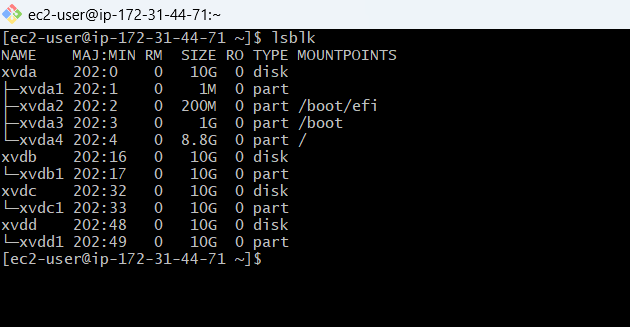 ec2-user@ip-172-31-44-71:~
[ec2-user@ip-172-31-44-71 ~]$ lsblk
NAME    MAJ:MIN RM  SIZE RO TYPE MOUNTPOINTS
xvda    202:0    0   10G  0 disk
├─xvda1 202:1    0    1M  0 part
├─xvda2 202:2    0  200M  0 part /boot/efi
├─xvda3 202:3    0    1G  0 part /boot
└─xvda4 202:4    0  8.8G  0 part /
xvdb    202:16   0   10G  0 disk
└─xvdb1 202:17   0   10G  0 part
xvdc    202:32   0   10G  0 disk
└─xvdc1 202:33   0   10G  0 part
xvdd    202:48   0   10G  0 disk
└─xvdd1 202:49   0   10G  0 part
[ec2-user@ip-172-31-44-71 ~]$